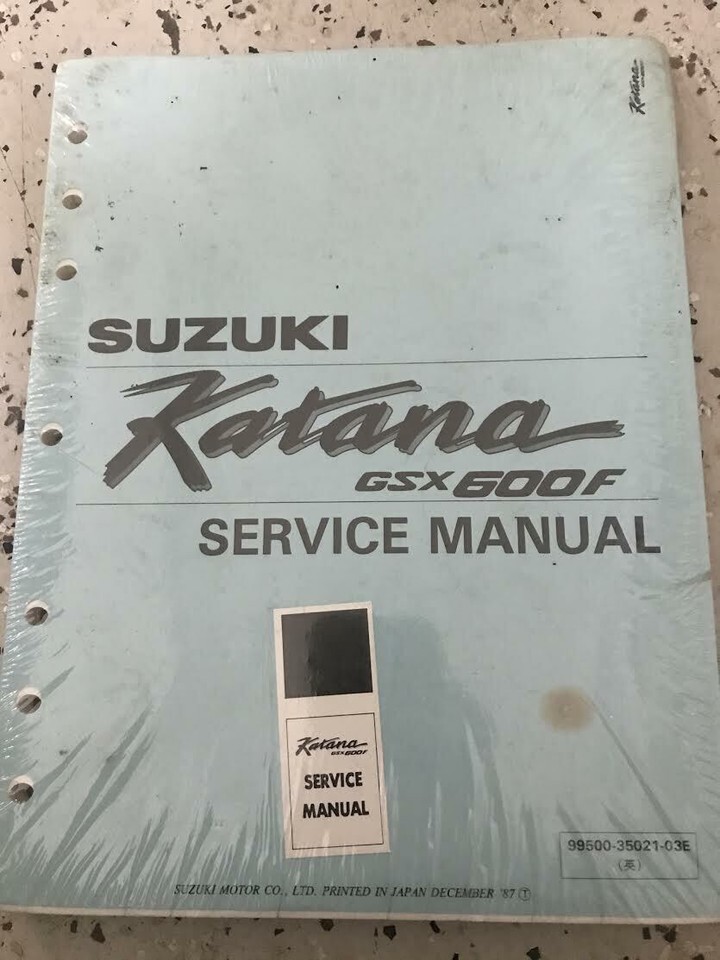 Katana
SUZUKI
Katana
GSX600F
SERVICE MANUAL
Katana
GSX600F
SERVICE
MANUAL
99500-35021-03E
(英)
SUZUKI MOTOR CO., LTD. PRINTED IN JAPAN DECEMBER '87 Ⓣ